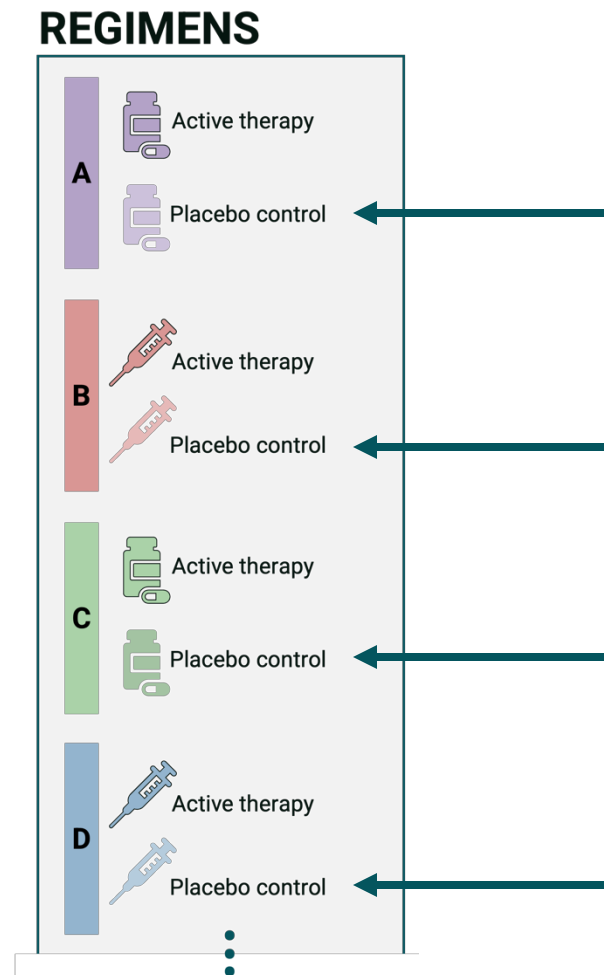 REGIMENS
A
Active therapy
Placebo control
B
Active therapy
Placebo control
C
Active therapy
Placebo control
D
Active therapy
Placebo control